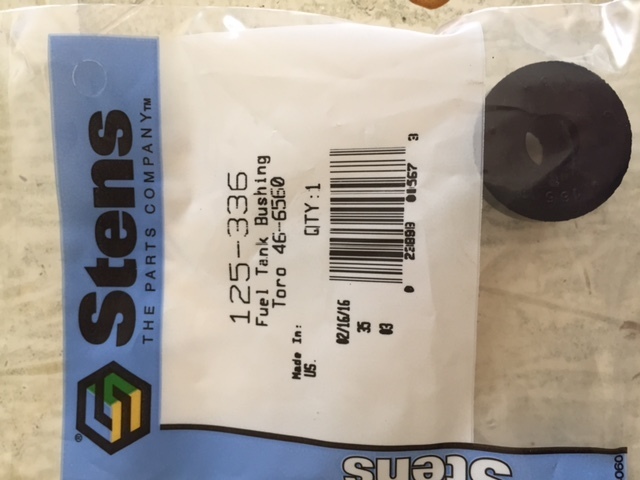 Stens
THE PARTS COMPANY™
®
125-336
Fuel Tank Bushing
Toro 46-6560
QTY:1
0 23899 01567 3
Made In:
US.
02/16/16
35
03
Stens